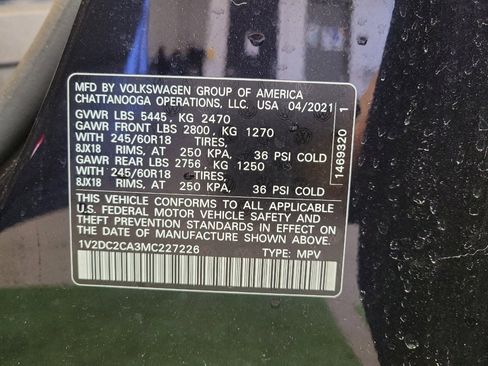 MFD BY VOLKSWAGEN GROUP OF AMERICA
CHATTANOOGA OPERATIONS, LLC. USA 04/2021
GVWR LBS 5445, KG 2470
GAWR FRONT LBS 2800, KG 1270
WITH 245/60R18 TIRES,
8JX18 RIMS, AT 250 KPA, 36 PSI COLD
GAWR REAR LBS 2756, KG 1250
WITH 245/60R18 TIRES,
8JX18 RIMS, AT 250 KPA, 36 PSI COLD
THIS VEHICLE CONFORMS TO ALL APPLICABLE
U.S. FEDERAL MOTOR VEHICLE SAFETY AND
THEFT PREVENTION STANDARDS IN EFFECT ON
THE DATE OF MANUFACTURE SHOWN ABOVE.
1V2DC2CA3MC227226 TYPE: MPV
1489320 1